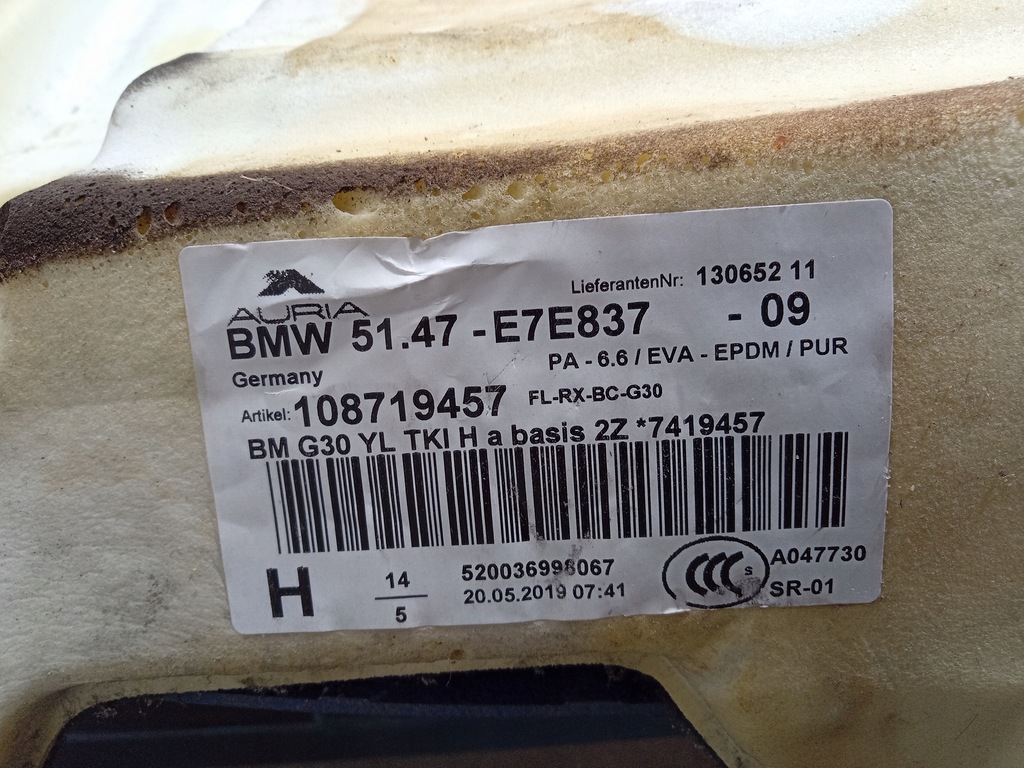 LieferantenNr: 130652 11
AURIA
BMW 51.47 - E7E837 - 09
PA - 6.6 / EVA - EPDM / PUR
Germany
Artikel: 108719457 FL-RX-BC-G30
BM G30 YL TKI H a basis 2Z *7419457
H 14 520036998067 CCC S A047730
5 20.05.2019 07:41 SR-01